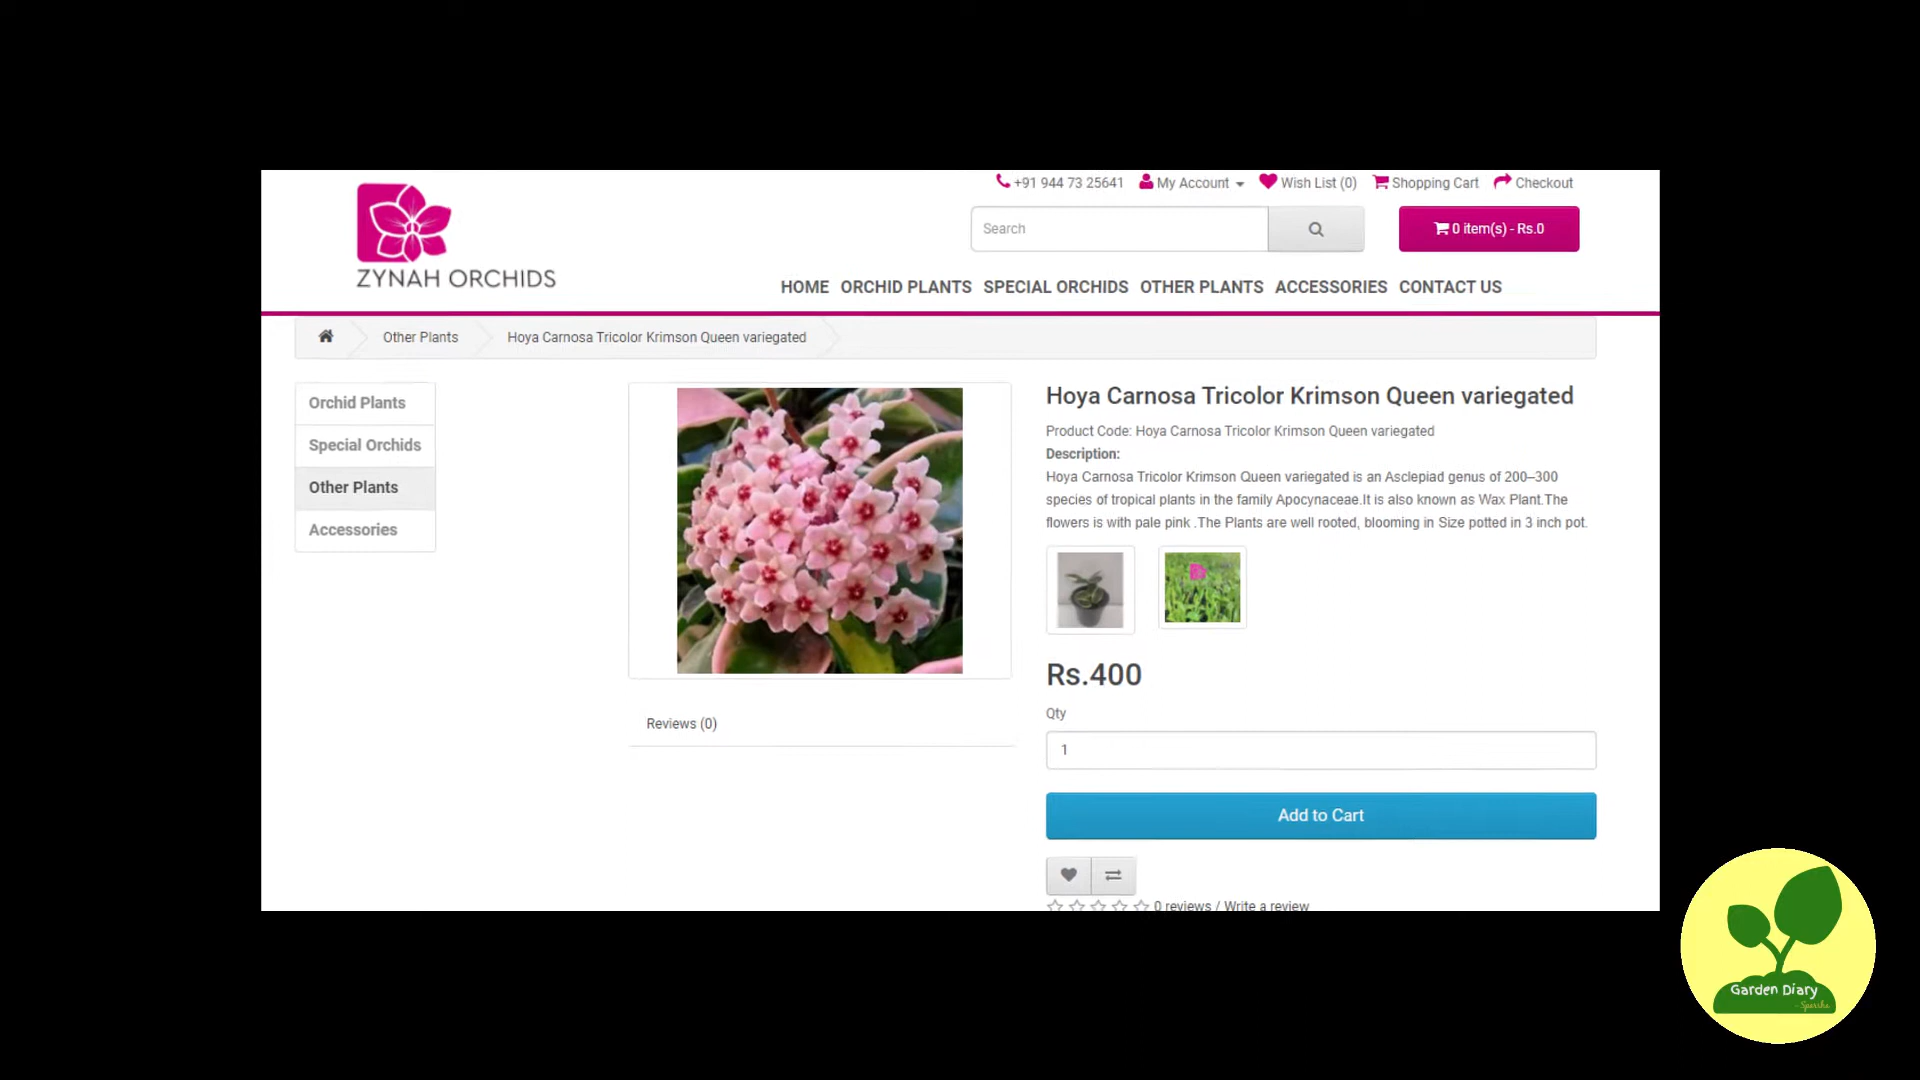 +91 944 73 25641 My Account Wish List (0) Shopping Cart Checkout
ZYNAH ORCHIDS
Search
0 item(s) - Rs.0
HOME ORCHID PLANTS SPECIAL ORCHIDS OTHER PLANTS ACCESSORIES CONTACT US
Other Plants Hoya Carnosa Tricolor Krimson Queen variegated
Orchid Plants
Special Orchids
Other Plants
Accessories
Reviews (0)
Hoya Carnosa Tricolor Krimson Queen variegated
Product Code: Hoya Carnosa Tricolor Krimson Queen variegated
Description:
Hoya Carnosa Tricolor Krimson Queen variegated is an Asclepiad genus of 200–300
species of tropical plants in the family Apocynaceae.It is also known as Wax Plant.The
flowers is with pale pink .The Plants are well rooted, blooming in Size potted in 3 inch pot.
Rs.400
Qty
1
Add to Cart
0 reviews / Write a review
Garden Diary